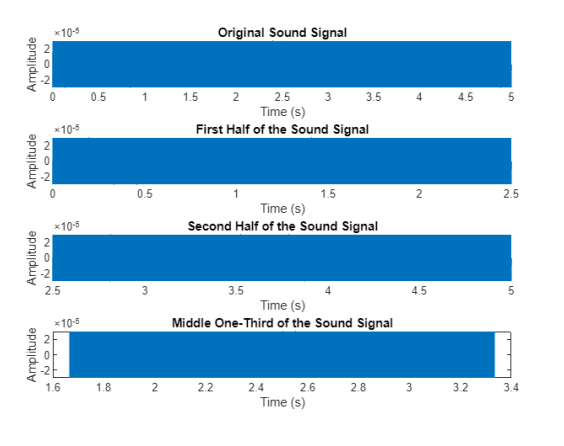 Original Sound Signal
×10⁻⁵
Amplitude
2
0
-2
0 0.5 1 1.5 2 2.5 3 3.5 4 4.5 5
Time (s)
First Half of the Sound Signal
×10⁻⁵
Amplitude
2
0
-2
0 0.5 1 1.5 2 2.5
Time (s)
Second Half of the Sound Signal
×10⁻⁵
Amplitude
2
0
-2
2.5 3 3.5 4 4.5 5
Time (s)
Middle One-Third of the Sound Signal
×10⁻⁵
Amplitude
2
0
-2
1.6 1.8 2 2.2 2.4 2.6 2.8 3 3.2 3.4
Time (s)